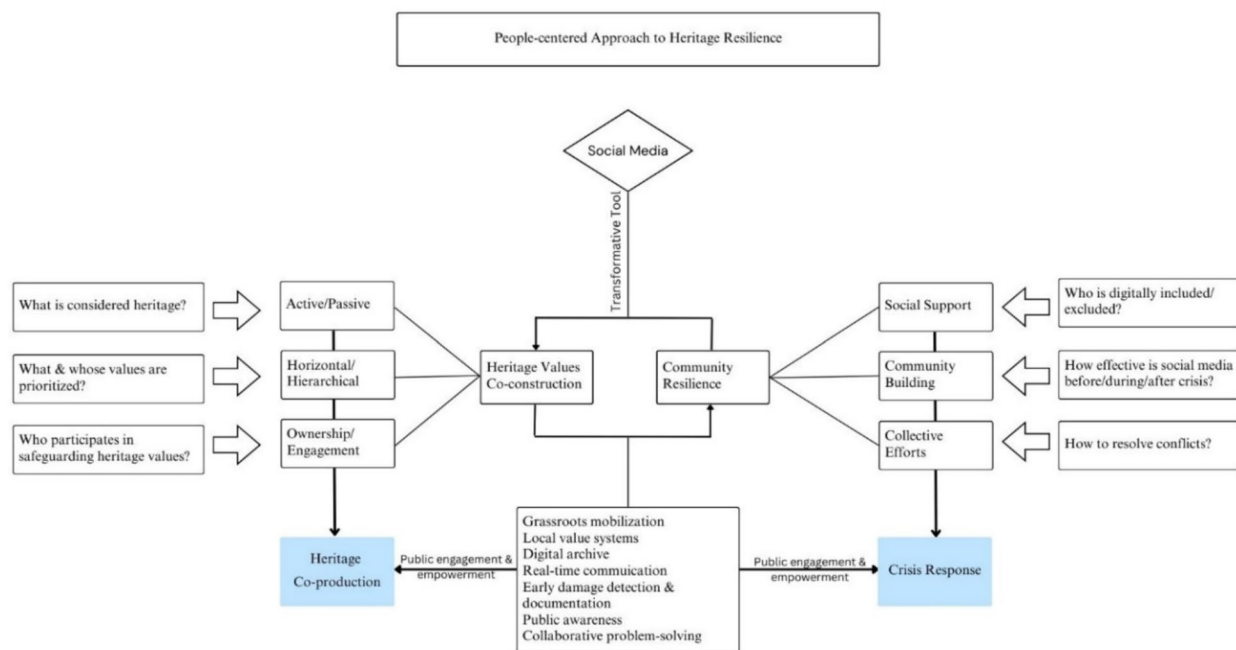 People-centered Approach to Heritage Resilience
Social Media
Transformative Tool
What is considered heritage?
Active/Passive
What & whose values are
prioritized?
Horizontal/
Hierarchical
Who participates in
safeguarding heritage values?
Ownership/
Engagement
Heritage Values
Co-construction
Community
Resilience
Social Support
Who is digitally included/
excluded?
Community
Building
How effective is social media
before/during/after crisis?
Collective
Efforts
How to resolve conflicts?
Heritage
Co-production
Public engagement &
empowerment
Grassroots mobilization
Local value systems
Digital archive
Real-time commuication
Early damage detection &
documentation
Public awareness
Collaborative problem-solving
Public engagement &
empowerment
Crisis Response